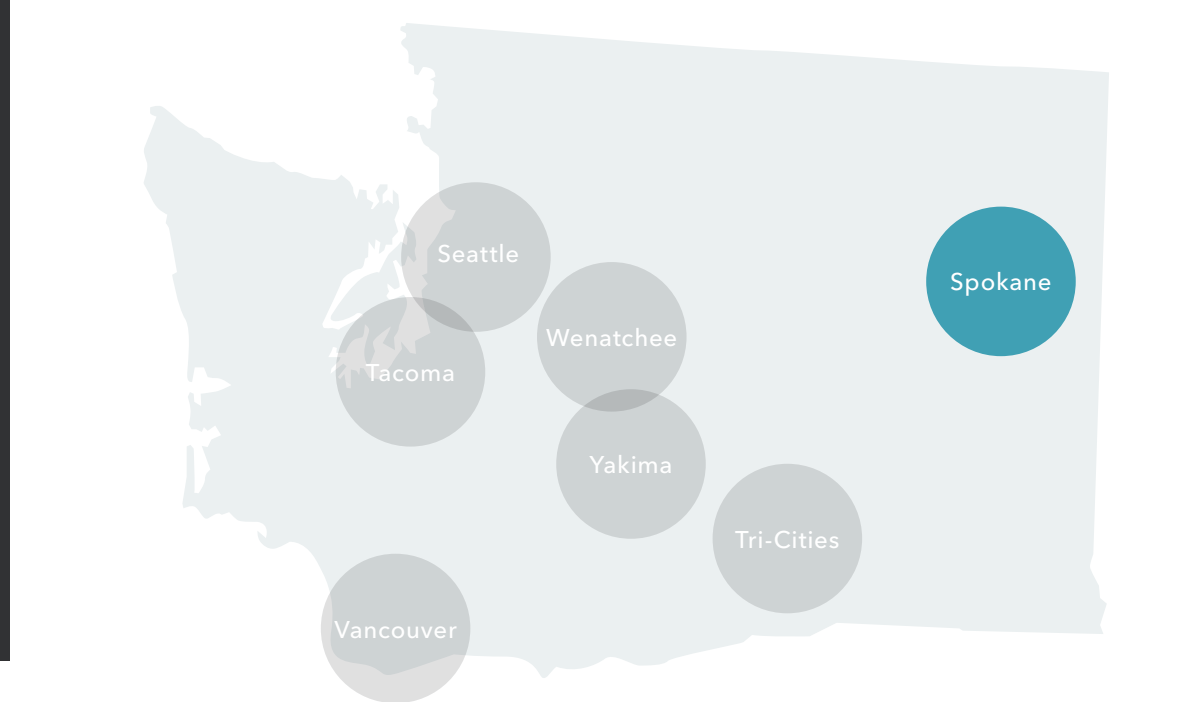 Seattle
Spokane
Wenatchee
Tacoma
Yakima
Tri-Cities
Vancouver